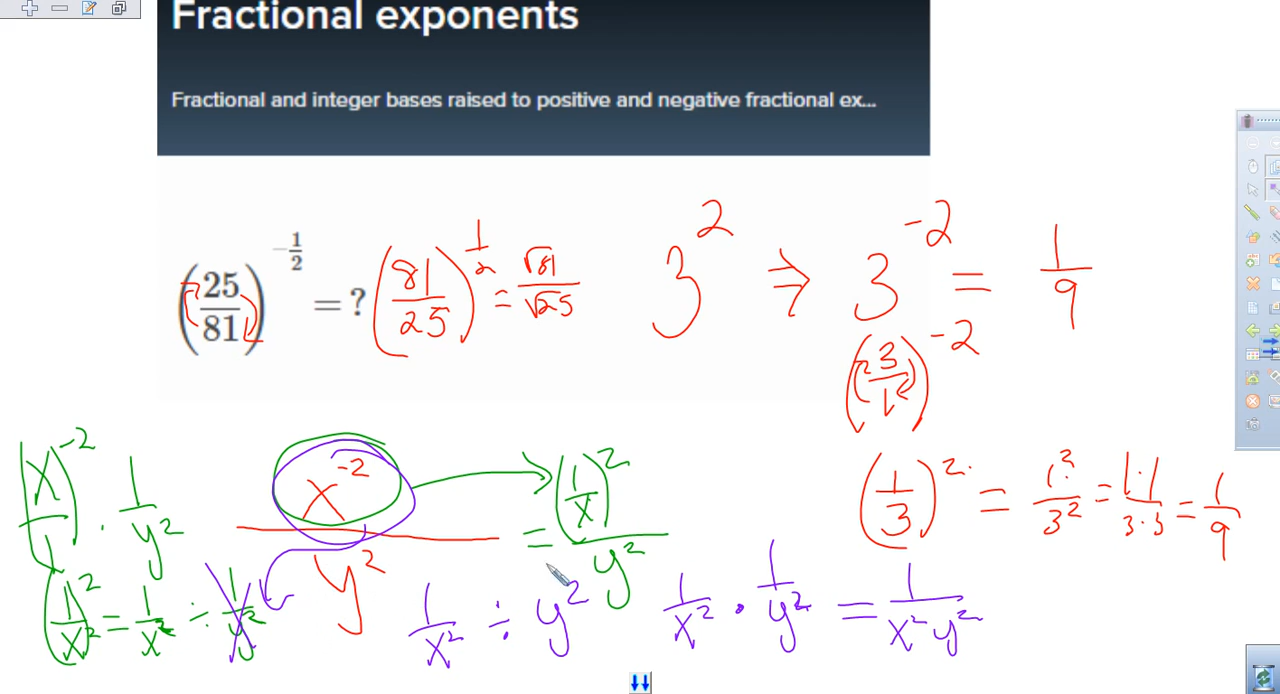 Fractional exponents
Fractional and integer bases raised to positive and negative fractional ex...
(25/81)^(-1/2) = ? (81/25)^(1/2) = √81/√25
3^2 ⇒ 3^(-2) = 1/9
(3/1)^(-2)
(1/3)^2 = 1^2/3^2 = 1·1/3·3 = 1/9
(x/1)^(-2) · 1/y^2
x^(-2)/y^2 = (1/x)^2/y^2
(1/x)^2 = 1/x^2 ÷ 1/y^2
1/x^2 ÷ y^2
1/x^2 · 1/y^2 = 1/x^2y^2